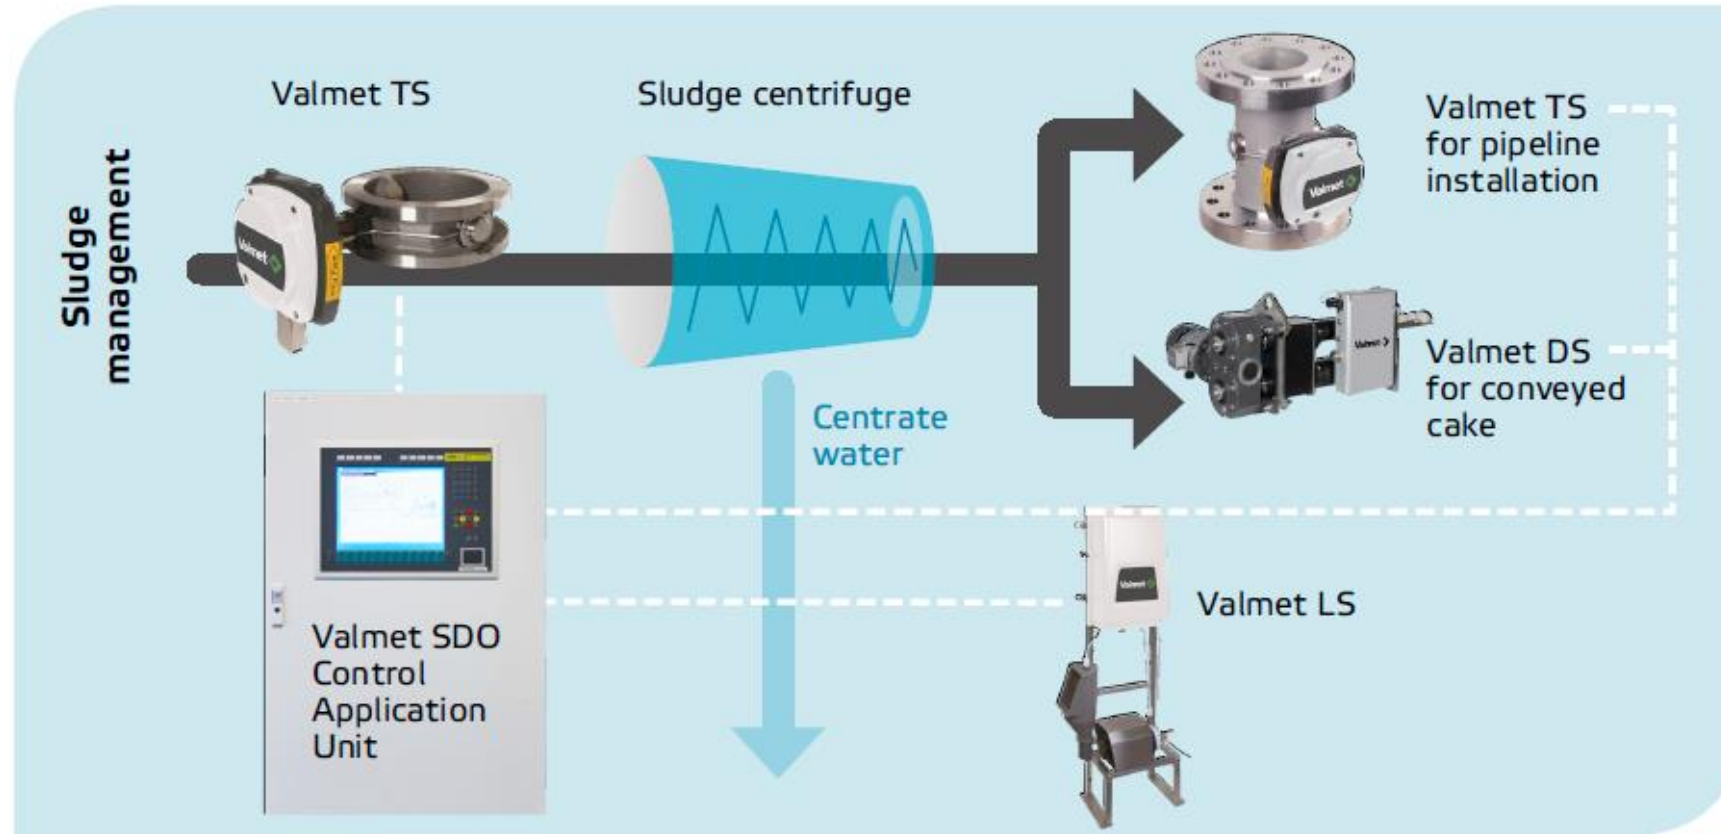 Sludge
management
Valmet TS
Sludge centrifuge
Valmet TS
for pipeline
installation
Valmet
Valmet
Valmet
Valmet DS
for conveyed
cake
Centrate
water
Valmet
Valmet LS
Valmet SDO
Control
Application
Unit